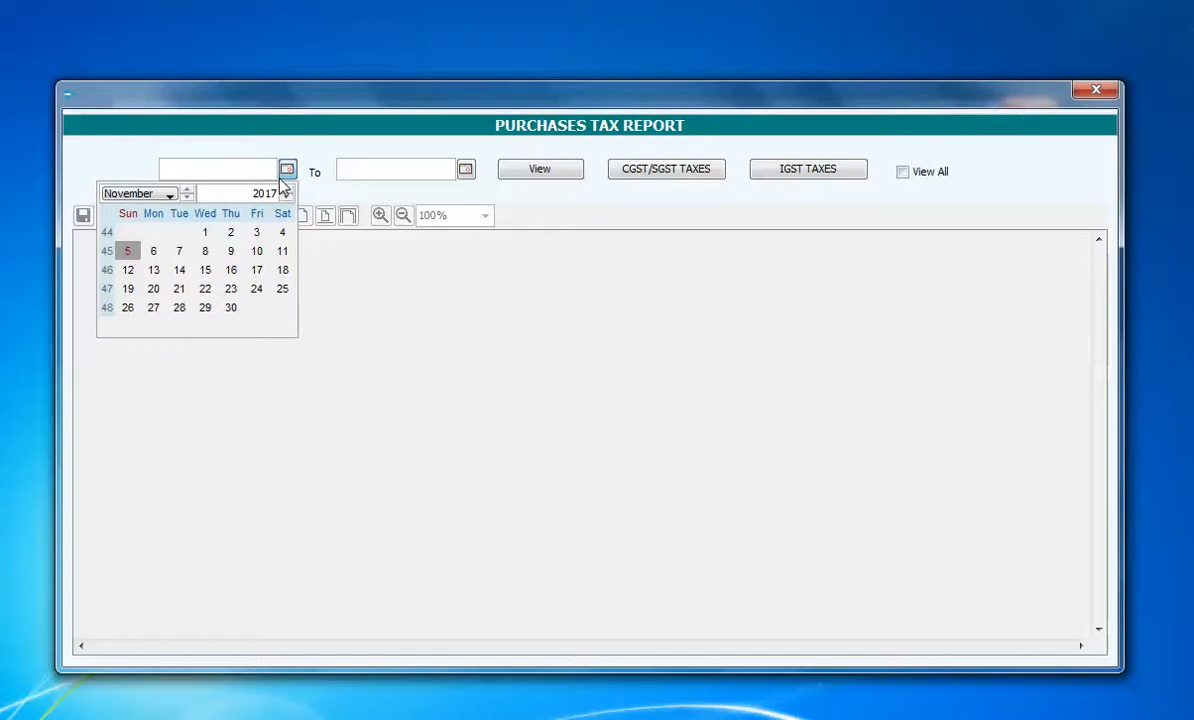 PURCHASES TAX REPORT
To
View
CGST/SGST TAXES
IGST TAXES
View All
November 2017
100%
Sun Mon Tue Wed Thu Fri Sat
44 1 2 3 4
45 5 6 7 8 9 10 11
46 12 13 14 15 16 17 18
47 19 20 21 22 23 24 25
48 26 27 28 29 30